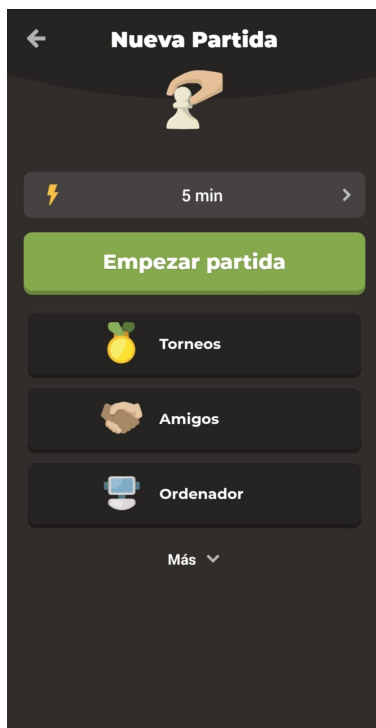 Nueva Partida
5 min
Empezar partida
Torneos
Amigos
Ordenador
Más